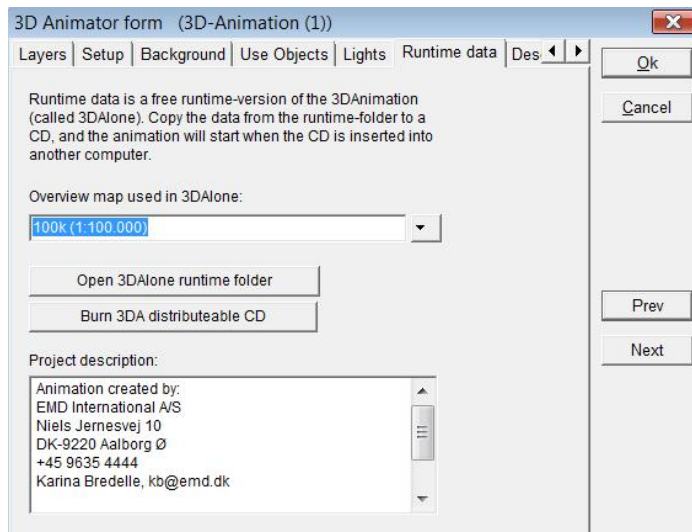 3D Animator form (3D-Animation (1))
Layers Setup Background Use Objects Lights Runtime data Des
Ok
Cancel
Runtime data is a free runtime-version of the 3DAnimation
(called 3DAlone). Copy the data from the runtime-folder to a
CD, and the animation will start when the CD is inserted into
another computer.
Overview map used in 3DAlone:
100k (1:100.000)
Open 3DAlone runtime folder
Burn 3DA distributeable CD
Prev
Next
Project description:
Animation created by:
EMD International A/S
Niels Jernesvej 10
DK-9220 Aalborg Ø
+45 9635 4444
Karina Bredelle, kb@emd.dk